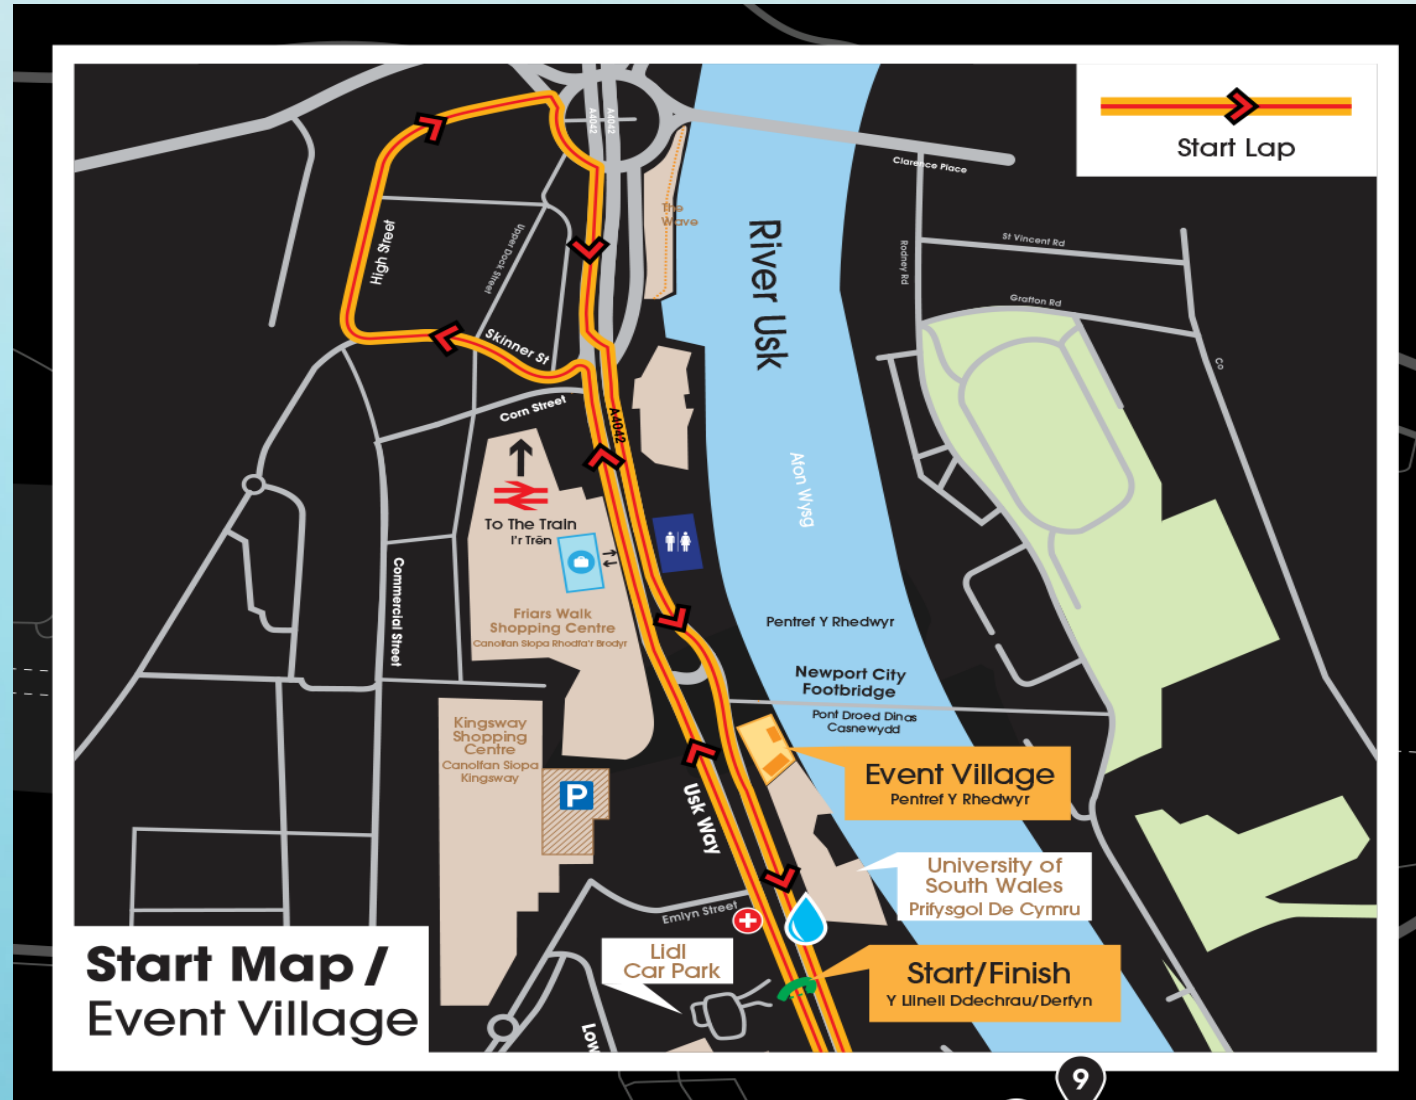 Start Lap
A4042
A4042
Clarence Place
The
Wave
River Usk
Rodney Rd
St Vincent Rd
High Street
Upper Dock Street
Grafton Rd
Skinner St
Co
Corn Street
A4042
Afon Wysg
To The Train
I'r Trên
Commercial Street
Friars Walk
Shopping Centre
Canolfan Siopa Rhodfa'r Brodyr
Pentref Y Rhedwyr
Newport City
Footbridge
Pont Droed Dinas
Casnewydd
Kingsway
Shopping
Centre
Canolfan Siopa
Kingsway
P
Usk Way
Event Village
Pentref Y Rhedwyr
University of
South Wales
Prifysgol De Cymru
Emlyn Street
Lidl
Car Park
Start/Finish
Y Llinell Ddechrau/Derfyn
Start Map /
Event Village
Low
9